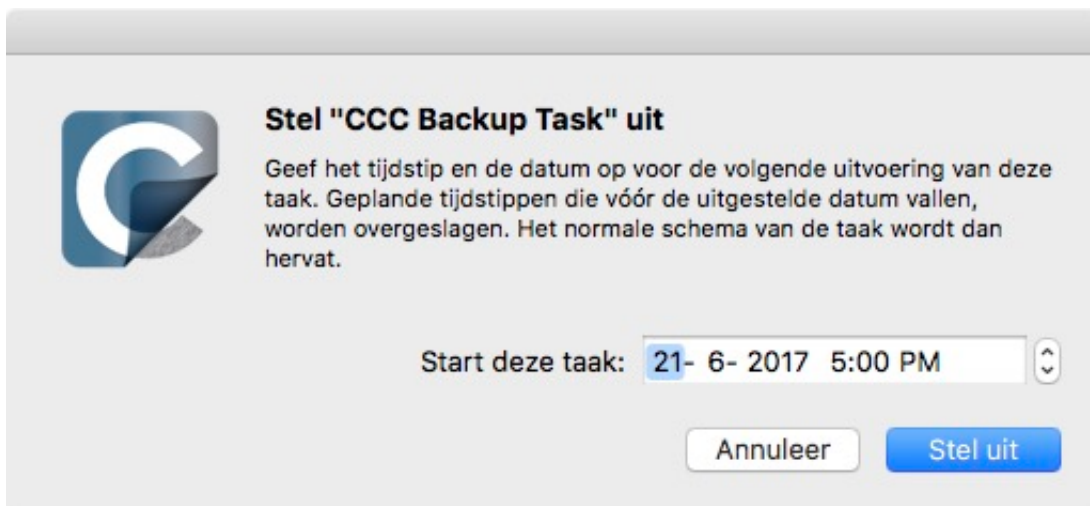 Stel "CCC Backup Task" uit
Geef het tijdstip en de datum op voor de volgende uitvoering van deze
taak. Geplande tijdstippen die vóór de uitgestelde datum vallen,
worden overgeslagen. Het normale schema van de taak wordt dan
hervat.
Start deze taak: 21- 6- 2017 5:00 PM
Annuleer Stel uit